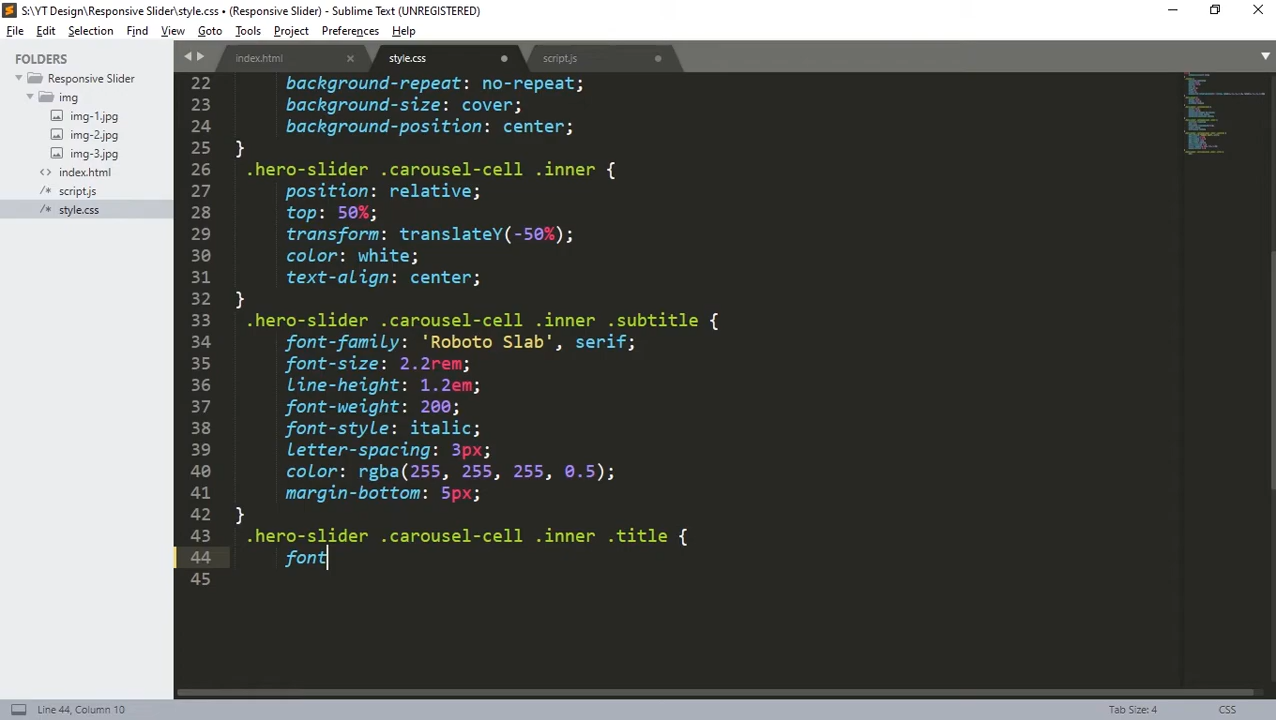 S:\YT Design\Responsive Slider\style.css • (Responsive Slider) - Sublime Text (UNREGISTERED)
File Edit Selection Find View Goto Tools Project Preferences Help
FOLDERS
Responsive Slider
img
img-1.jpg
img-2.jpg
img-3.jpg
<> index.html
/* script.js
/* style.css
index.html × style.css script.js
22 background-repeat: no-repeat;
23 background-size: cover;
24 background-position: center;
25 }
26 .hero-slider .carousel-cell .inner {
27 position: relative;
28 top: 50%;
29 transform: translateY(-50%);
30 color: white;
31 text-align: center;
32 }
33 .hero-slider .carousel-cell .inner .subtitle {
34 font-family: 'Roboto Slab', serif;
35 font-size: 2.2rem;
36 line-height: 1.2em;
37 font-weight: 200;
38 font-style: italic;
39 letter-spacing: 3px;
40 color: rgba(255, 255, 255, 0.5);
41 margin-bottom: 5px;
42 }
43 .hero-slider .carousel-cell .inner .title {
44 font
45
Line 44, Column 10 Tab Size: 4 CSS